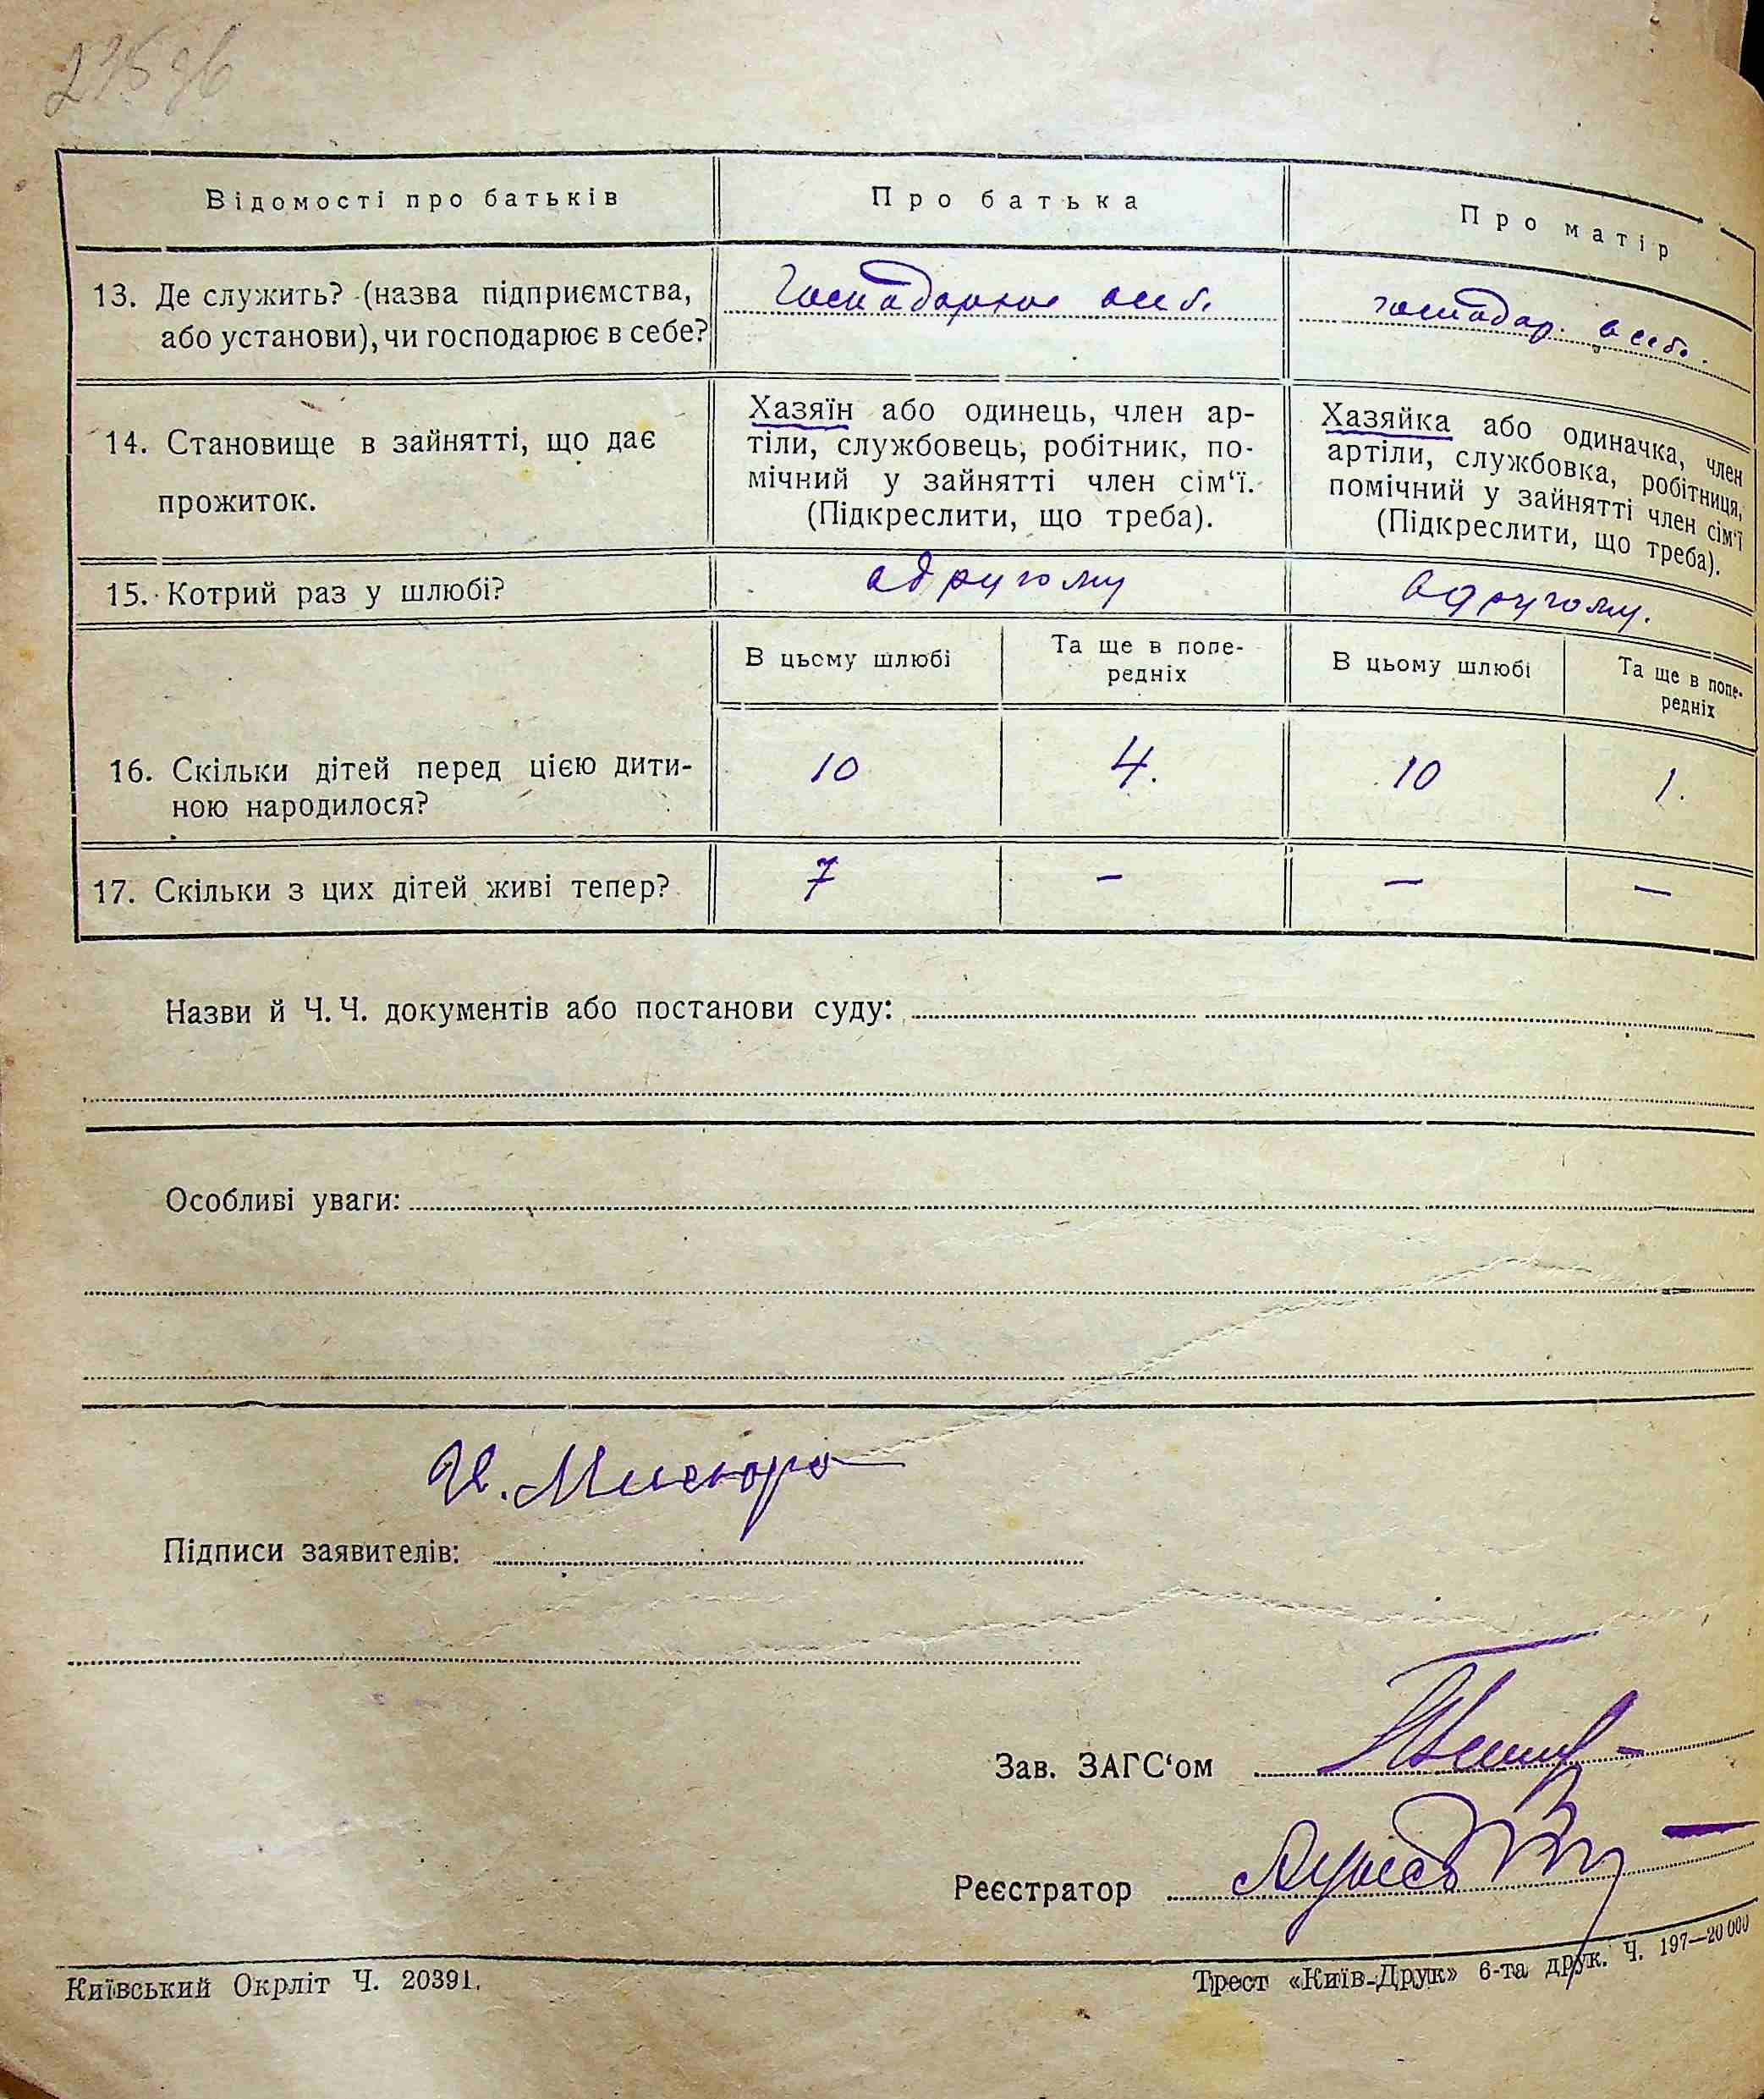 Відомості про батьків
Про батька
Про матір
13. Де служить? (назва підприємства,
або установи), чи господарює в себе?
господарює в себ.
господар. в себе.
14. Становище в зайнятті, що дає
прожиток.
Хазяїн або одинець, член ар-
тіли, службовець, робітник, по-
мічний у зайнятті член сім‘ї.
(Підкреслити, що треба).
Хазяйка або одиначка, член
артіли, службовка, робітниця,
помічний у зайнятті член сім‘ї
(Підкреслити, що треба).
15. Котрий раз у шлюбі?
вдругому
вдругому.
В цьому шлюбі
Та ще в попе-
редніх
В цьому шлюбі
Та ще в попе-
редніх
16. Скільки дітей перед цією дити-
ною народилося?
10
4.
10
1.
17. Скільки з цих дітей живі тепер?
7
–
–
–
Назви й Ч. Ч. документів або постанови суду:
Особливі уваги:
Підписи заявителів:
Зав. ЗАГС‘ом
Реєстратор
Київський Окрліт Ч. 20391.
Трест «Київ-Друк» 6-та друк. Ч. 197—20 000